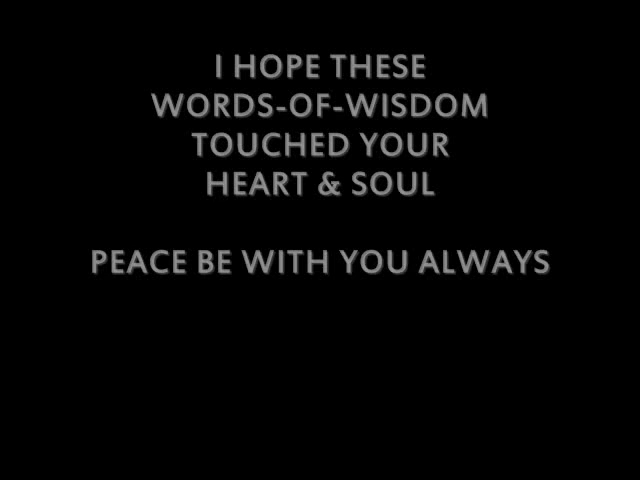 I HOPE THESE
WORDS-OF-WISDOM
TOUCHED YOUR
HEART & SOUL
PEACE BE WITH YOU ALWAYS